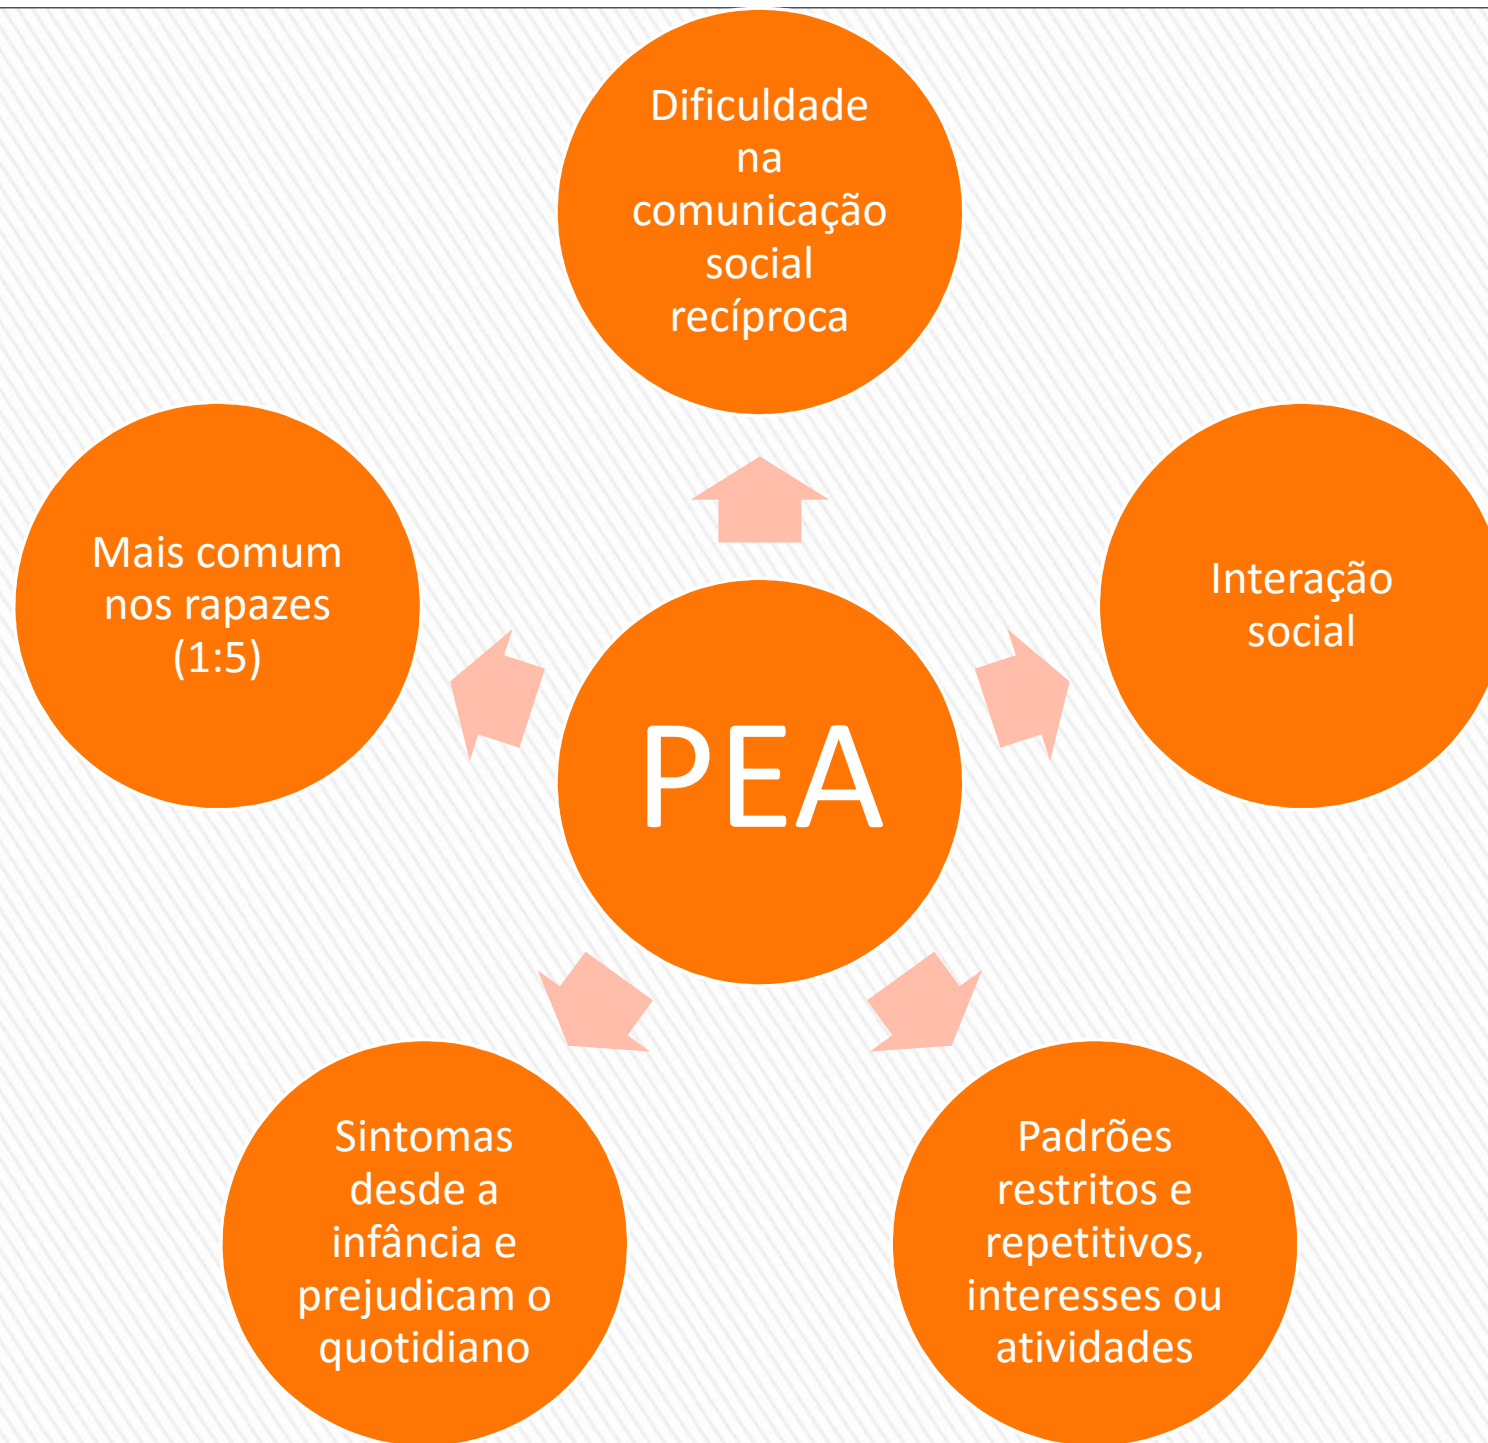 Dificuldade
na
comunicação
social
recíproca
Mais comum
nos rapazes
(1:5)
Interação
social
PEA
Sintomas
desde a
infância e
prejudicam o
quotidiano
Padrões
restritos e
repetitivos,
interesses ou
atividades